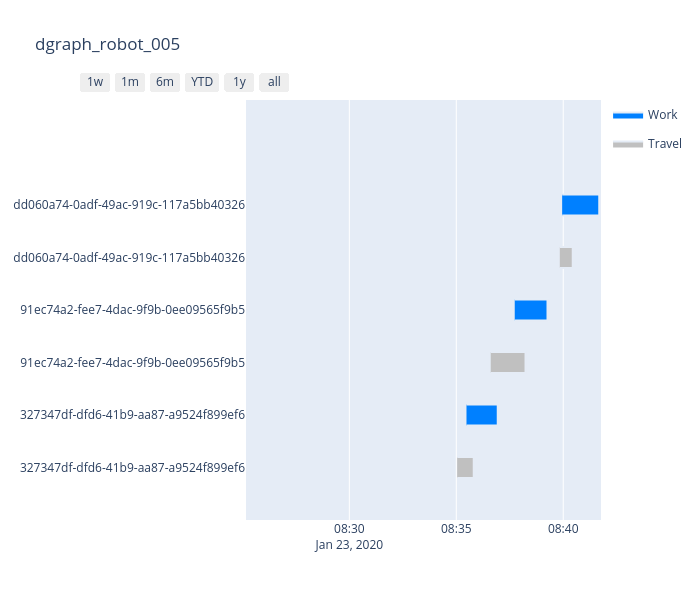 dgraph_robot_005
1w 1m 6m YTD 1y all
Work
Travel
dd060a74-0adf-49ac-919c-117a5bb40326
dd060a74-0adf-49ac-919c-117a5bb40326
91ec74a2-fee7-4dac-9f9b-0ee09565f9b5
91ec74a2-fee7-4dac-9f9b-0ee09565f9b5
327347df-dfd6-41b9-aa87-a9524f899ef6
327347df-dfd6-41b9-aa87-a9524f899ef6
08:30 08:35 08:40
Jan 23, 2020